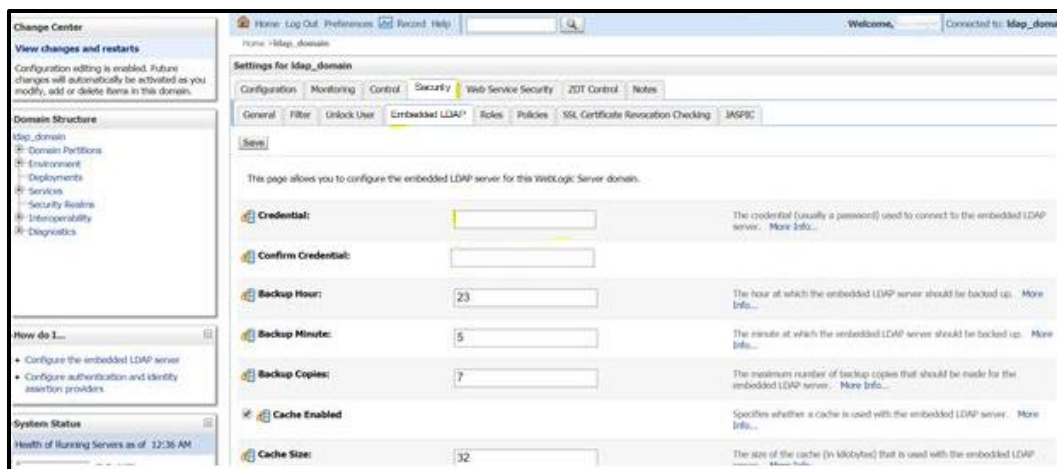 Change Center
View changes and restarts
Configuration editing is enabled. Future
changes will automatically be activated as you
modify, add or delete items in this domain.
Domain Structure
ldap_domain
Domain Partitions
Environment
Deployments
Services
Security Realms
Interoperability
Diagnostics
How do I...
Configure the embedded LDAP server
Configure authentication and identity
assertion providers
System Status
Health of Running Servers as of 12:36 AM
Home Log Out Preferences Record Help
Welcome,
Connected to: ldap_doma
Home >ldap_domain
Settings for ldap_domain
Configuration Monitoring Control Security Web Service Security ZDT Control Notes
General Filter Unlock User Embedded LDAP Roles Policies SSL Certificate Revocation Checking JASPIC
Save
This page allows you to configure the embedded LDAP server for this WebLogic Server domain.
Credential:
The credential (usually a password) used to connect to the embedded LDAP
server. More Info...
Confirm Credential:
Backup Hour: 23
The hour at which the embedded LDAP server should be backed up. More
Info...
Backup Minute: 5
The minute at which the embedded LDAP server should be backed up. More
Info...
Backup Copies: 7
The maximum number of backup copies that should be made for the
embedded LDAP server. More Info...
Cache Enabled
Specifies whether a cache is used with the embedded LDAP server. More
Info...
Cache Size: 32
The size of the cache (in kilobytes) that is used with the embedded LDAP
server. More Info...